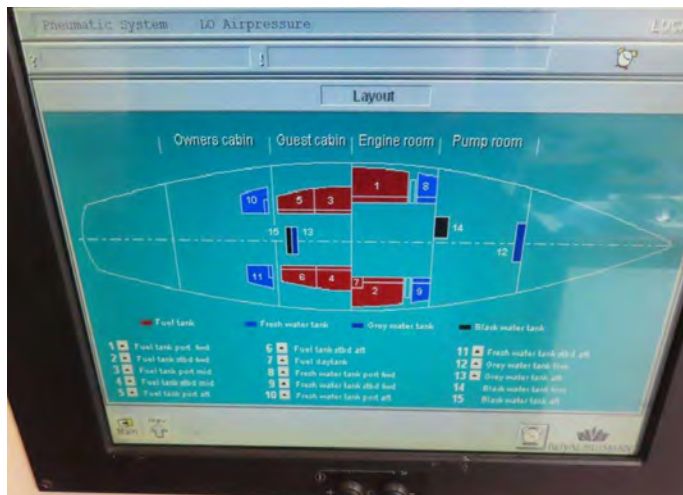 Pneumatic System LO Airpressure
Layout
Owners cabin Guest cabin Engine room Pump room
10 5 3 1 8
15 13 14
12
11 6 4 7 2 9
Fuel tank Fresh water tank Grey water tank Black water tank
1 Fuel tank port fwd
2 Fuel tank stbd fwd
3 Fuel tank port mid
4 Fuel tank stbd mid
5 Fuel tank port aft
6 Fuel tank stbd aft
7 Fuel daytank
8 Fresh water tank port fwd
9 Fresh water tank stbd fwd
10 Fresh water tank port aft
11 Fresh water tank stbd aft
12 Grey water tank fwd
13 Grey water tank aft
14 Black water tank fwd
15 Black water tank aft
Main
ROYAL HUISMAN